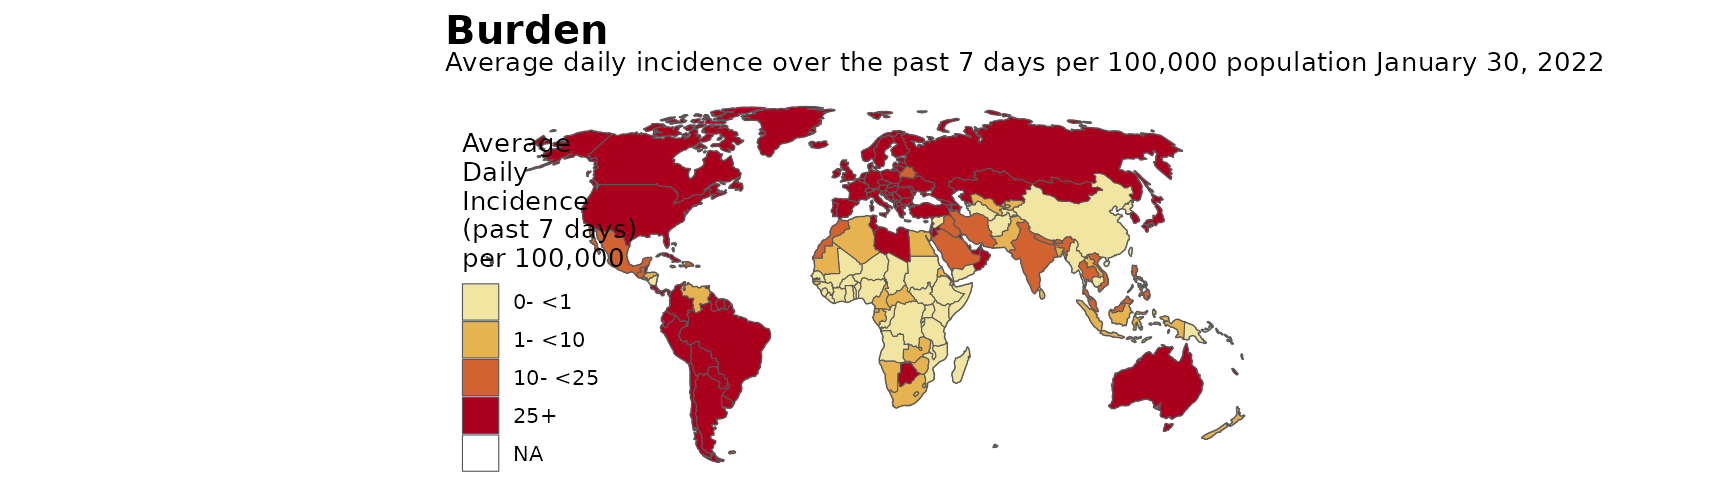 Burden
Average daily incidence over the past 7 days per 100,000 population January 30, 2022
Average
Daily
Incidence
(past 7 days)
per 100,000
0- <1
1- <10
10- <25
25+
NA